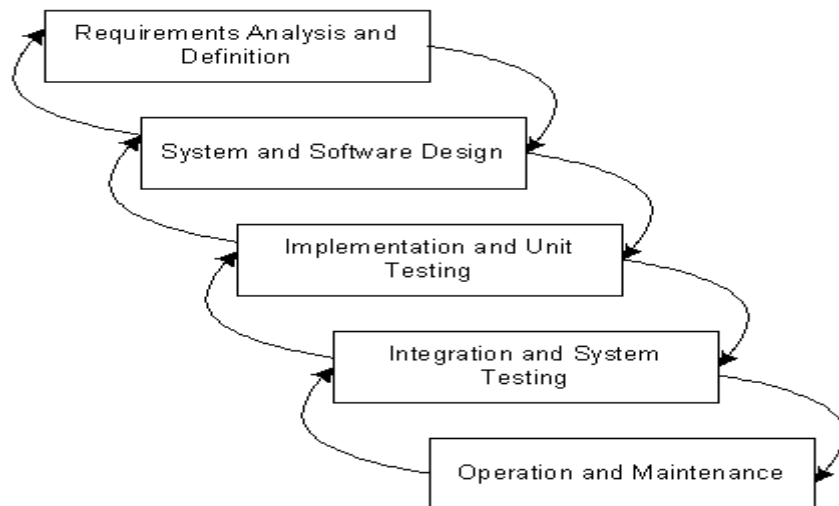 Requirements Analysis and
Definition
System and Software Design
Implementation and Unit
Testing
Integration and System
Testing
Operation and Maintenance